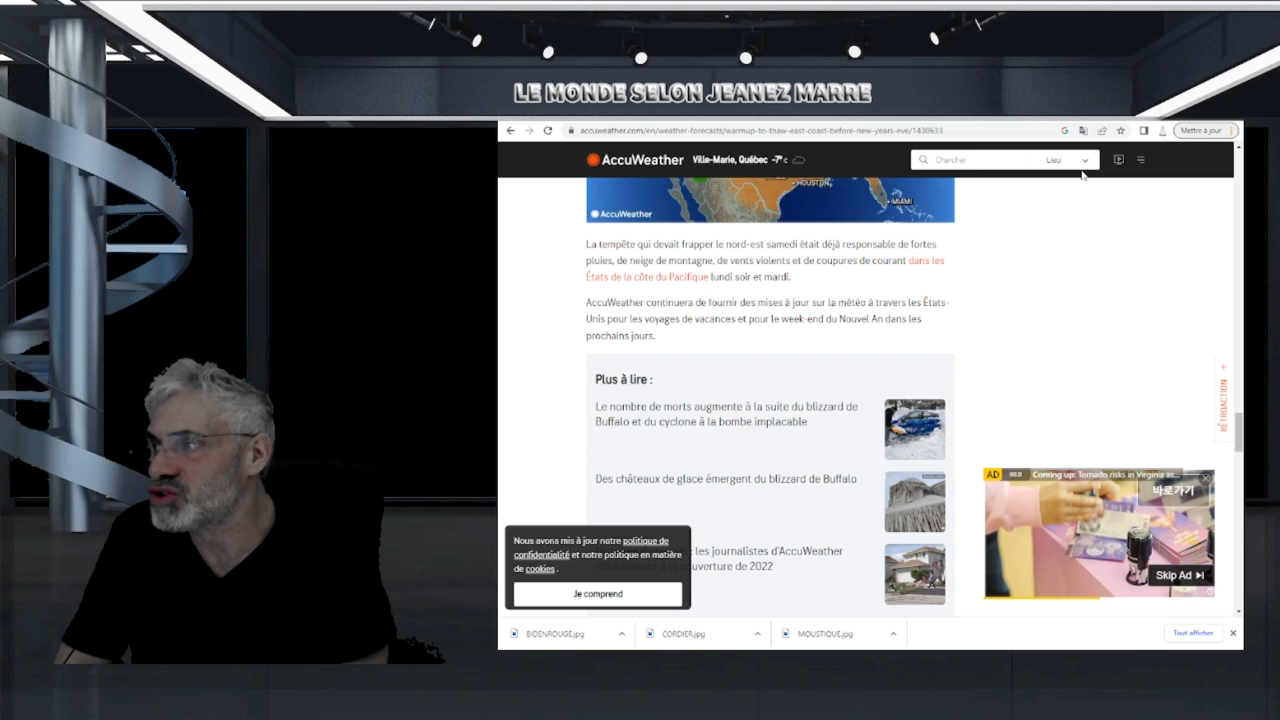 LE MONDE SELON JEANEZ MARRE
accuweather.com/en/weather-forecasts/warmup-to-thaw-east-coast-before-new-years-eve/1430633
Mettre à jour
AccuWeather
Ville-Marie, Québec -7° c
Chercher
Lieu
HOUSTON
MIAMI
AccuWeather
La tempête qui devait frapper le nord-est samedi était déjà responsable de fortes
pluies, de neige de montagne, de vents violents et de coupures de courant dans les
États de la côte du Pacifique lundi soir et mardi.
AccuWeather continuera de fournir des mises à jour sur la météo à travers les États-
Unis pour les voyages de vacances et pour le week-end du Nouvel An dans les
prochains jours.
Plus à lire :
Le nombre de morts augmente à la suite du blizzard de
Buffalo et du cyclone à la bombe implacable
Des châteaux de glace émergent du blizzard de Buffalo
: les journalistes d'AccuWeather
réfléchissent à la couverture de 2022
+ RÉTROACTION
AD 00:21 Coming up: Tornado risks in Virginia as...
바로가기
Skip Ad
Nous avons mis à jour notre politique de
confidentialité et notre politique en matière
de cookies .
Je comprend
BIDENROUGE.jpg
CORDIER.jpg
MOUSTIQUE.jpg
Tout afficher